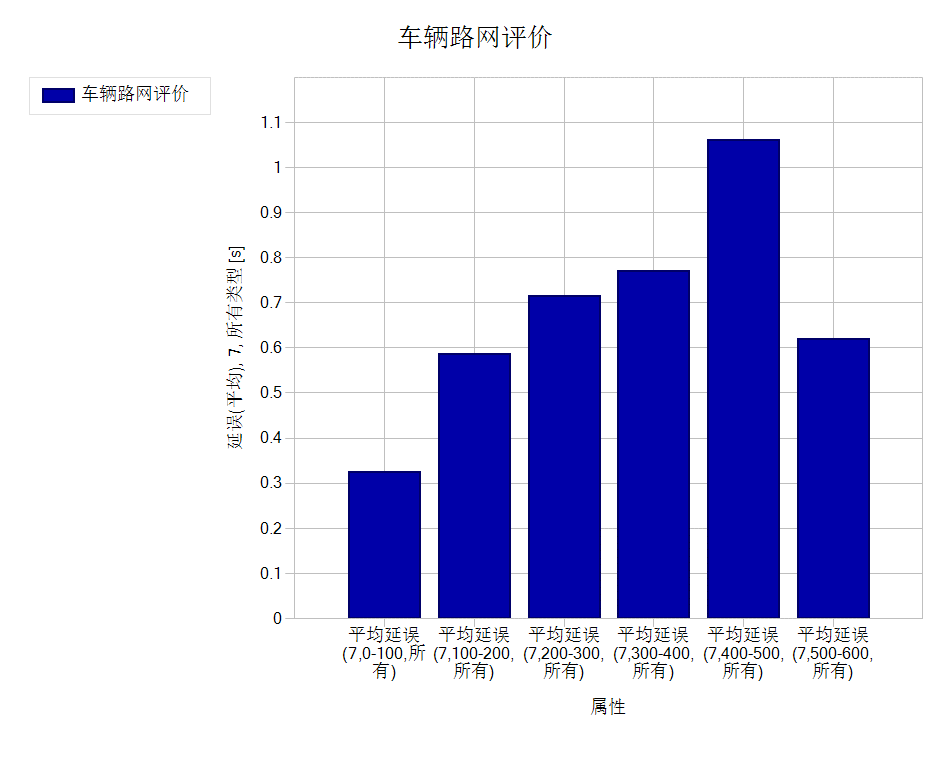 车辆路网评价
车辆路网评价
延误(平均), 7, 所有类型 [s]
1.1
1
0.9
0.8
0.7
0.6
0.5
0.4
0.3
0.2
0.1
0
平均延误
(7,0-100,所
有)
平均延误
(7,100-200,
所有)
平均延误
(7,200-300,
所有)
平均延误
(7,300-400,
所有)
平均延误
(7,400-500,
所有)
平均延误
(7,500-600,
所有)
属性